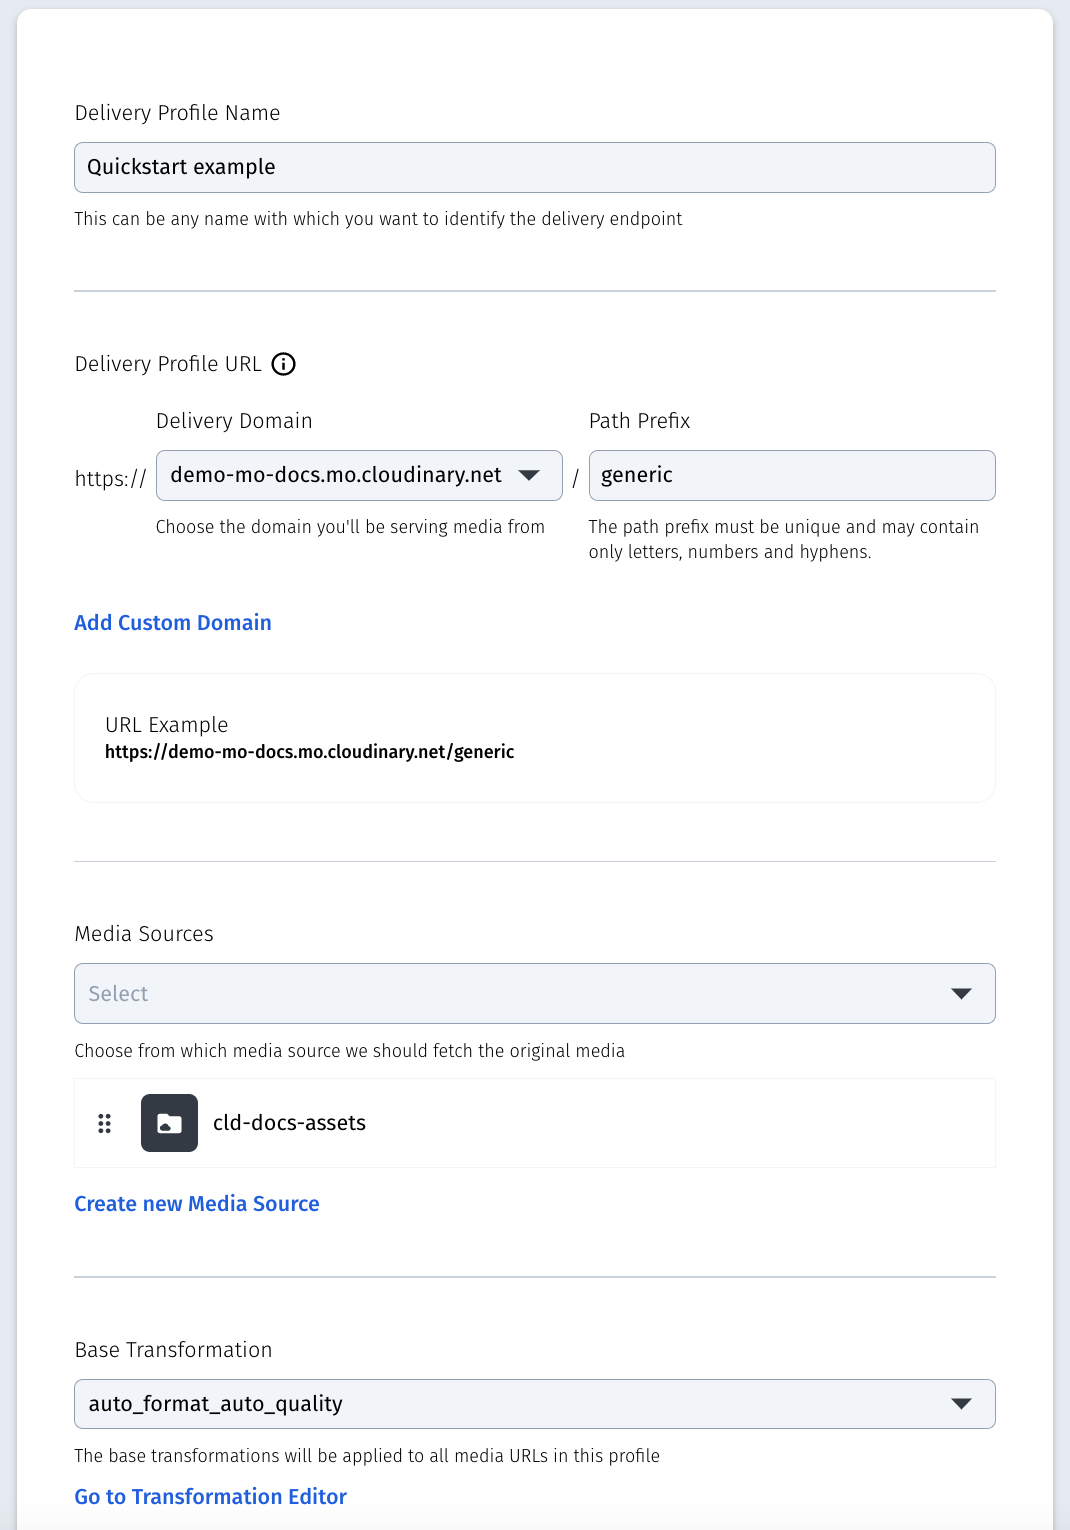 Delivery Profile Name
Quickstart example
This can be any name with which you want to identify the delivery endpoint
Delivery Profile URL
Delivery Domain
Path Prefix
https://
demo-mo-docs.mo.cloudinary.net
/
generic
Choose the domain you'll be serving media from
The path prefix must be unique and may contain
only letters, numbers and hyphens.
Add Custom Domain
URL Example
https://demo-mo-docs.mo.cloudinary.net/generic
Media Sources
Select
Choose from which media source we should fetch the original media
cld-docs-assets
Create new Media Source
Base Transformation
auto_format_auto_quality
The base transformations will be applied to all media URLs in this profile
Go to Transformation Editor